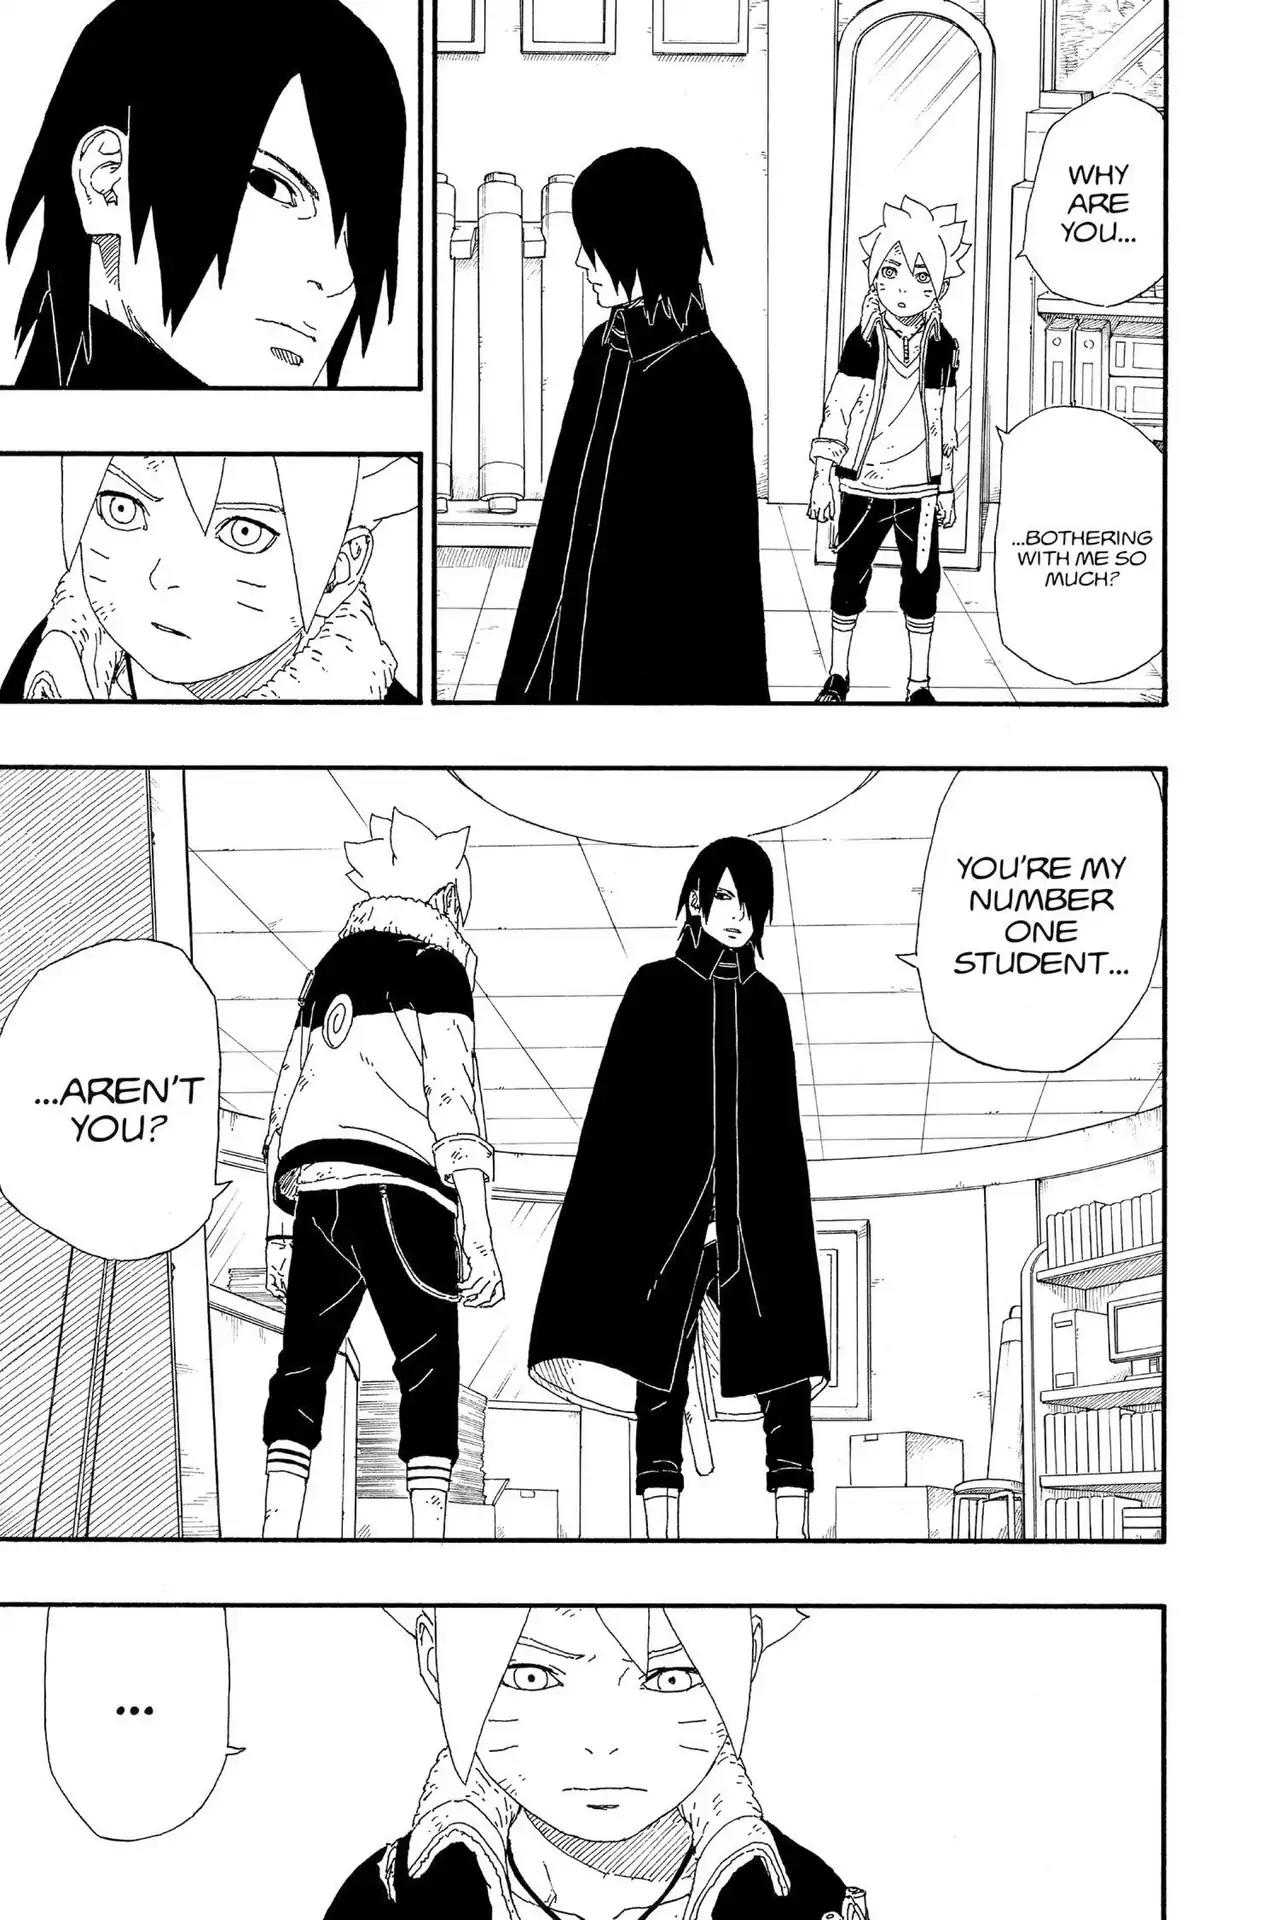 WHY
ARE
YOU...
...BOTHERING
WITH ME SO
MUCH?
YOU'RE MY
NUMBER
ONE
STUDENT...
...AREN'T
YOU?
...